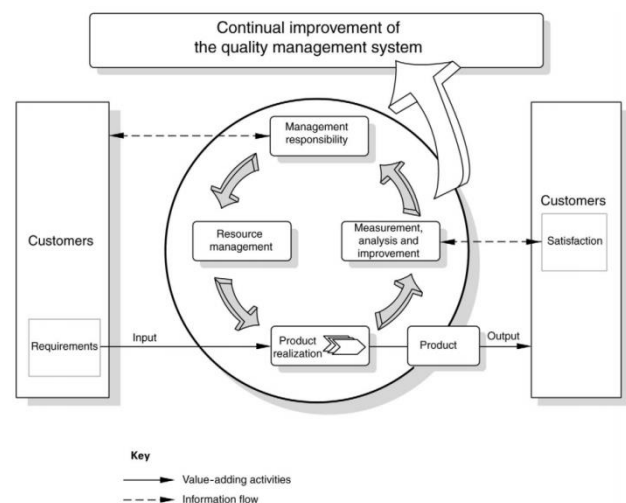 Continual improvement of
the quality management system
Management
responsibility
Customers
Resource
management
Measurement,
analysis and
improvement
Customers
Satisfaction
Requirements
Input
Product
realization
Product
Output
Key
Value-adding activities
Information flow